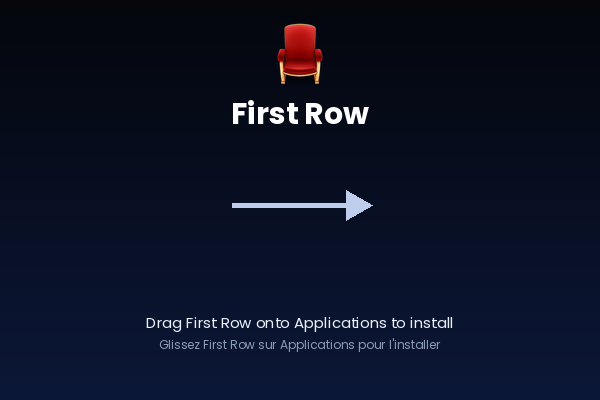 First Row
Drag First Row onto Applications to install
Glissez First Row sur Applications pour l'installer